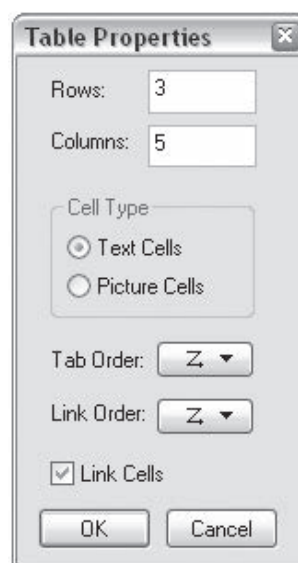 Table Properties
Rows: 3
Columns: 5
Cell Type
Text Cells
Picture Cells
Tab Order:
Link Order:
Link Cells
OK Cancel